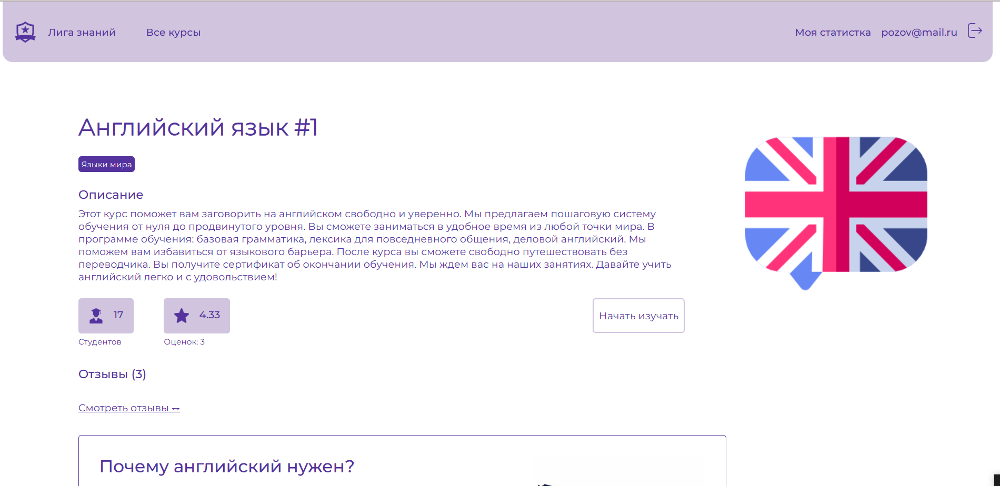 Лига знаний
Все курсы
Моя статистка
pozov@mail.ru
Английский язык #1
Языки мира
Описание
Этот курс поможет вам заговорить на английском свободно и уверенно. Мы предлагаем пошаговую систему
обучения от нуля до продвинутого уровня. Вы сможете заниматься в удобное время из любой точки мира. В
программе обучения: базовая грамматика, лексика для повседневного общения, деловой английский. Мы
поможем вам избавиться от языкового барьера. После курса вы сможете свободно путешествовать без
переводчика. Вы получите сертификат об окончании обучения. Мы ждем вас на наших занятиях. Давайте учить
английский легко и с удовольствием!
17
4.33
Начать изучать
Студентов
Оценок: 3
Отзывы (3)
Смотреть отзывы
Почему английский нужен?